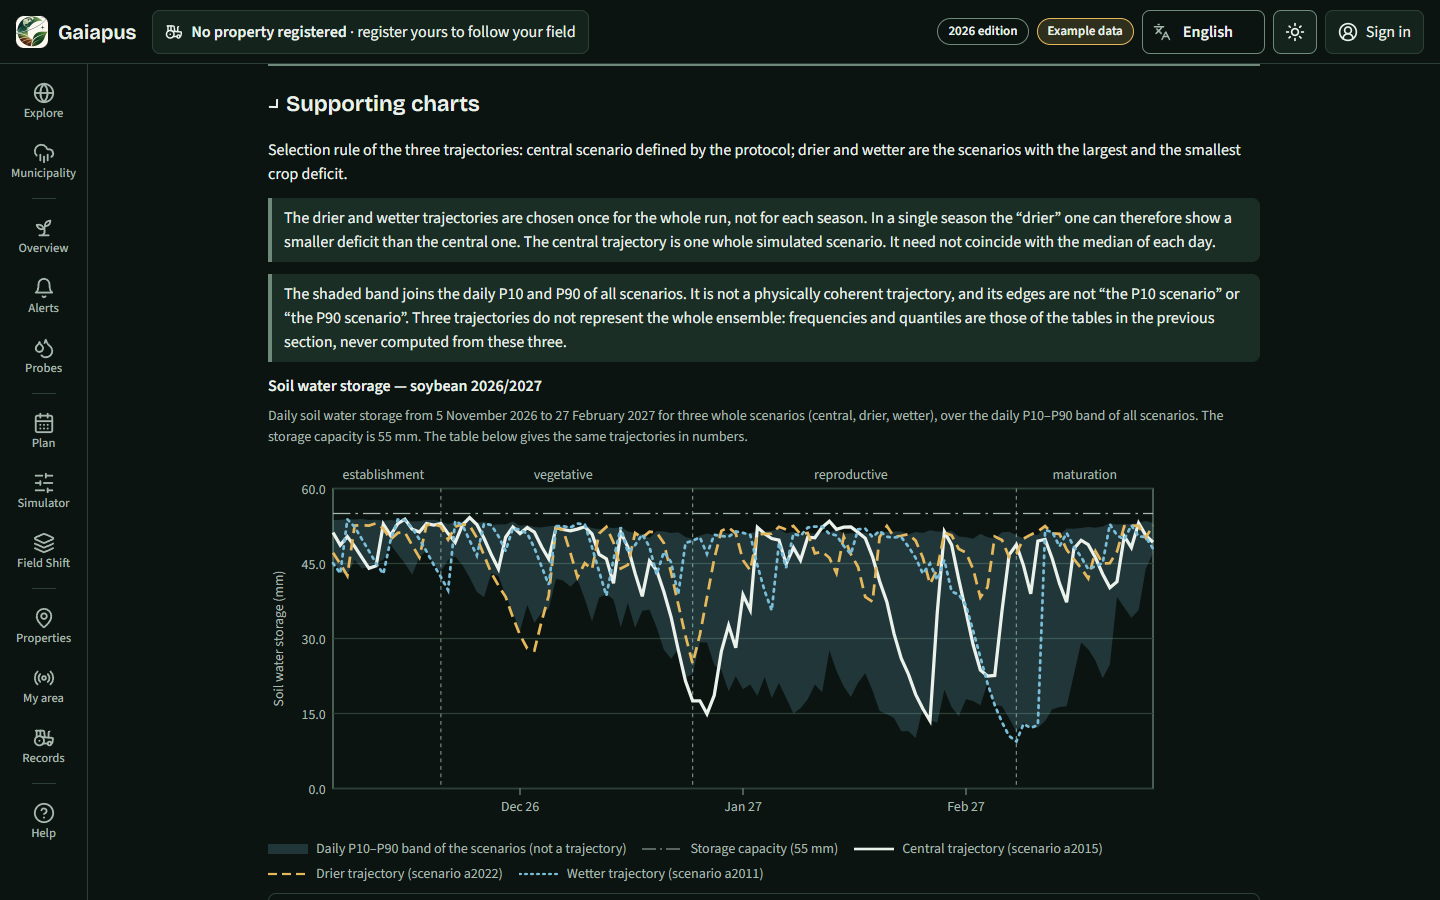 Gaiapus
No property registered · register yours to follow your field
2026 edition
Example data
English
Sign in
Explore
Municipality
Overview
Alerts
Probes
Plan
Simulator
Field Shift
Properties
My area
Records
Help
Supporting charts
Selection rule of the three trajectories: central scenario defined by the protocol; drier and wetter are the scenarios with the largest and the smallest
crop deficit.
The drier and wetter trajectories are chosen once for the whole run, not for each season. In a single season the “drier” one can therefore show a
smaller deficit than the central one. The central trajectory is one whole simulated scenario. It need not coincide with the median of each day.
The shaded band joins the daily P10 and P90 of all scenarios. It is not a physically coherent trajectory, and its edges are not “the P10 scenario” or
“the P90 scenario”. Three trajectories do not represent the whole ensemble: frequencies and quantiles are those of the tables in the previous
section, never computed from these three.
Soil water storage — soybean 2026/2027
Daily soil water storage from 5 November 2026 to 27 February 2027 for three whole scenarios (central, drier, wetter), over the daily P10–P90 band of all scenarios. The
storage capacity is 55 mm. The table below gives the same trajectories in numbers.
establishment vegetative reproductive maturation
60.0
45.0
30.0
15.0
0.0
Soil water storage (mm)
Dec 26 Jan 27 Feb 27
Daily P10–P90 band of the scenarios (not a trajectory) Storage capacity (55 mm) Central trajectory (scenario a2015)
Drier trajectory (scenario a2022) Wetter trajectory (scenario a2011)